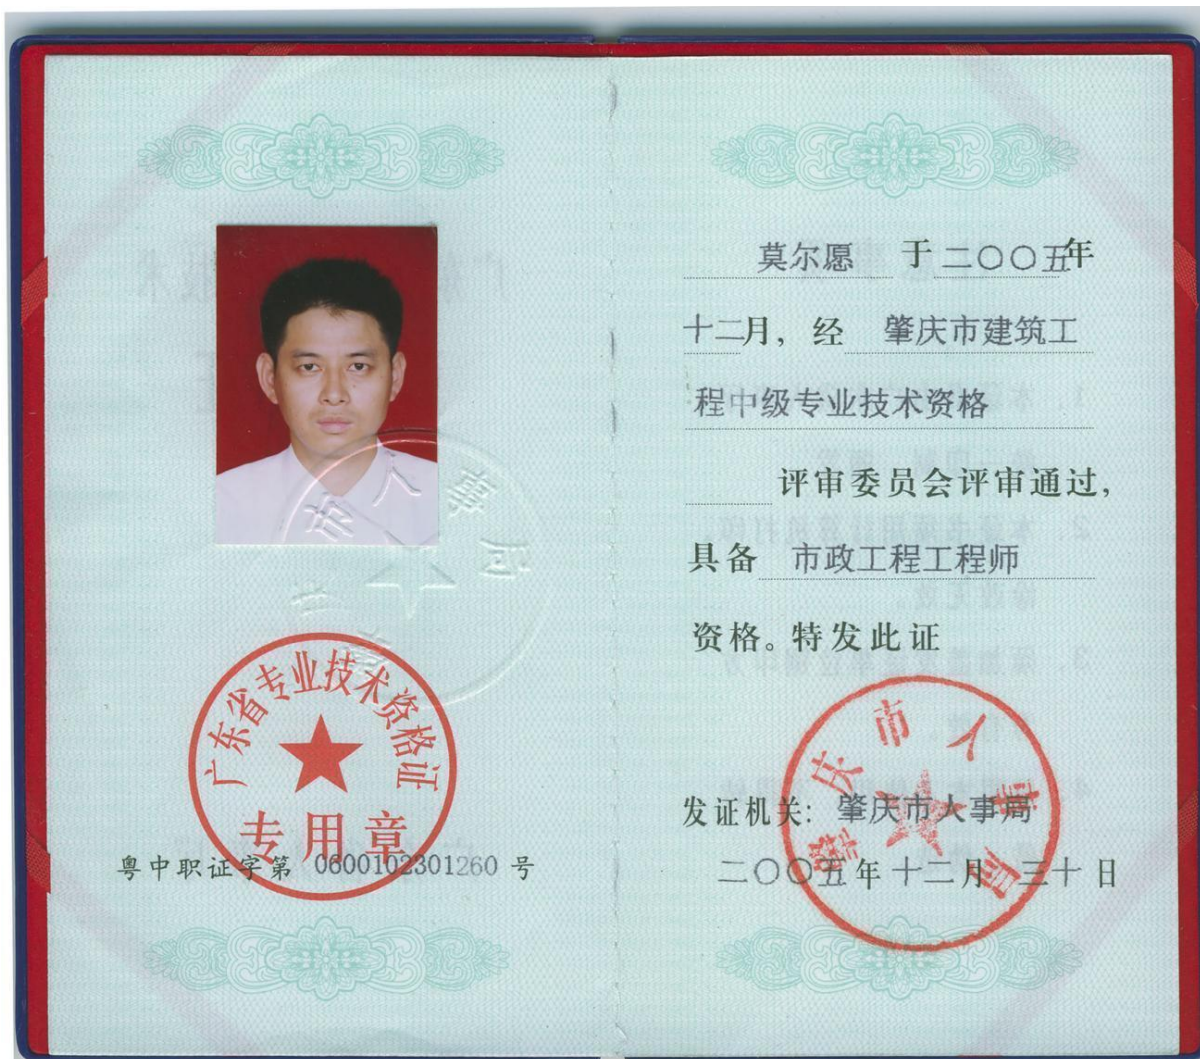 广东省专业技术资格证
专用章
粤中职证字第 0600102301260 号
莫尔愿 于二〇〇五年
十二月，经 肇庆市建筑工
程中级专业技术资格
评审委员会评审通过，
具备 市政工程工程师
资格。特发此证
肇庆市人事局
发证机关：肇庆市人事局
二〇〇五年十二月三十日